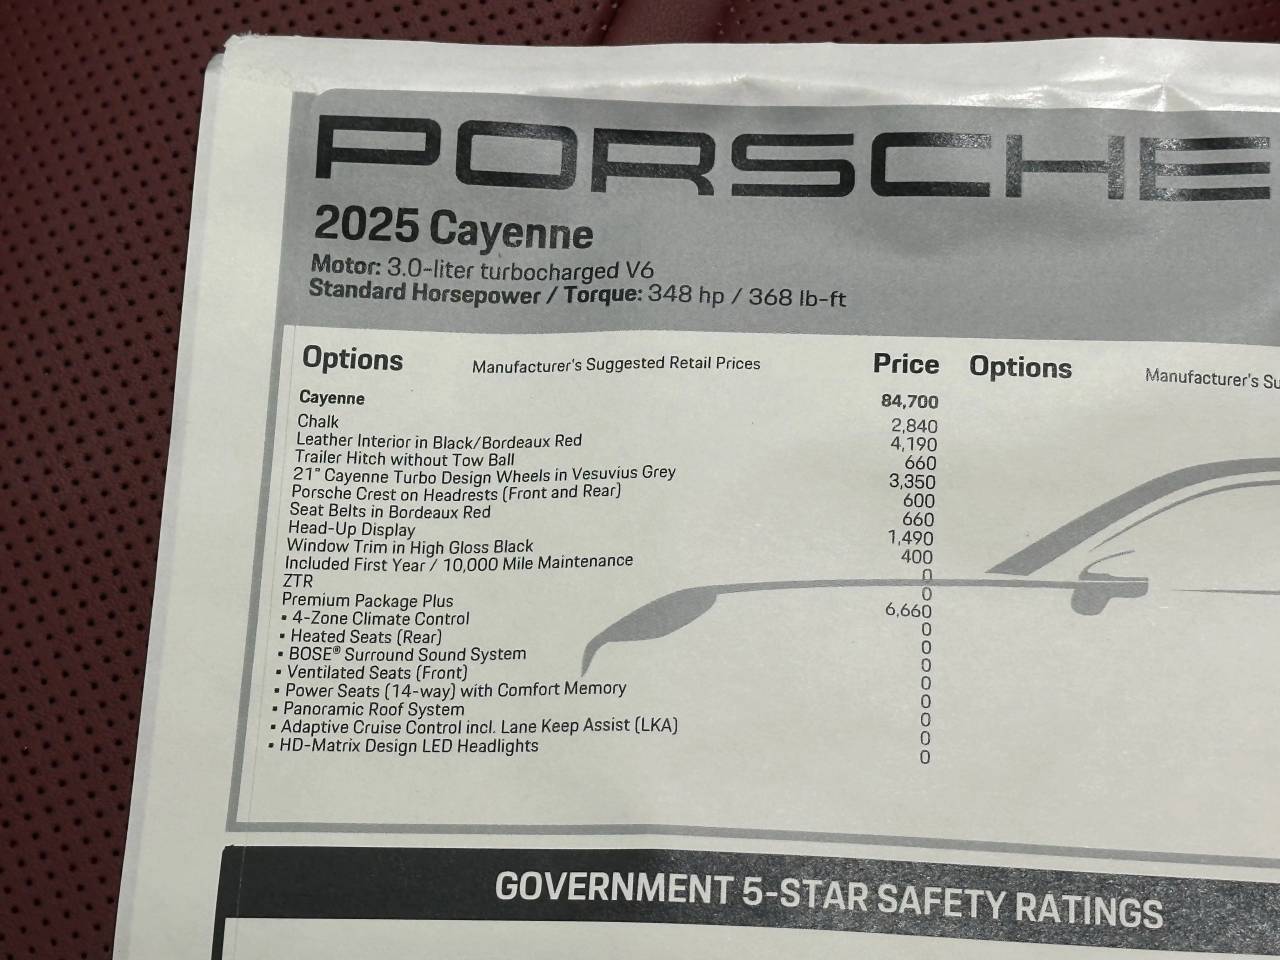 PORSCHE
2025 Cayenne
Motor: 3.0-liter turbocharged V6
Standard Horsepower / Torque: 348 hp / 368 lb-ft
Options Manufacturer's Suggested Retail Prices Price Options Manufacturer's Su
Cayenne 84,700
Chalk 2,840
Leather Interior in Black/Bordeaux Red 4,190
Trailer Hitch without Tow Ball 660
21" Cayenne Turbo Design Wheels in Vesuvius Grey 3,350
Porsche Crest on Headrests (Front and Rear) 600
Seat Belts in Bordeaux Red 660
Head-Up Display 1,490
Window Trim in High Gloss Black 400
Included First Year / 10,000 Mile Maintenance 0
ZTR 0
Premium Package Plus 6,660
▪ 4-Zone Climate Control 0
▪ Heated Seats (Rear) 0
▪ BOSE® Surround Sound System 0
▪ Ventilated Seats (Front) 0
▪ Power Seats (14-way) with Comfort Memory 0
▪ Panoramic Roof System 0
▪ Adaptive Cruise Control incl. Lane Keep Assist (LKA) 0
▪ HD-Matrix Design LED Headlights 0
GOVERNMENT 5-STAR SAFETY RATINGS